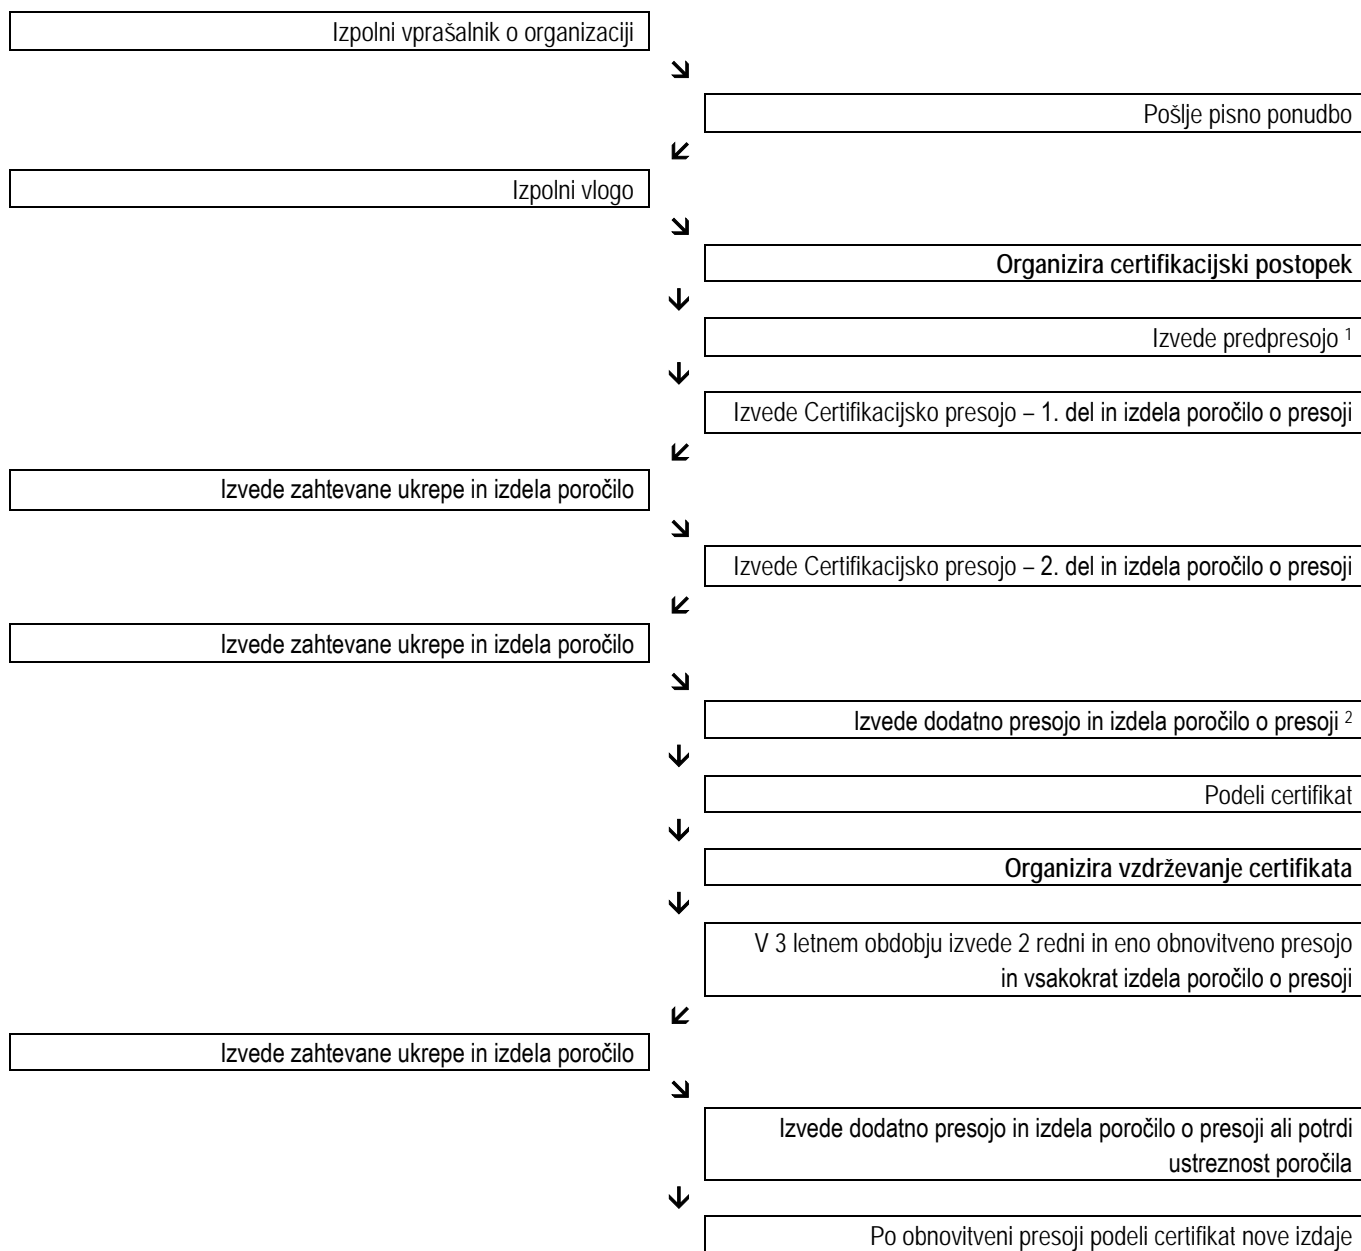 Izpolni vprašalnik o organizaciji
Pošlje pisno ponudbo
Izpolni vlogo
Organizira certifikacijski postopek
Izvede predpresojo 1
Izvede Certifikacijsko presojo – 1. del in izdela poročilo o presoji
Izvede zahtevane ukrepe in izdela poročilo
Izvede Certifikacijsko presojo – 2. del in izdela poročilo o presoji
Izvede zahtevane ukrepe in izdela poročilo
Izvede dodatno presojo in izdela poročilo o presoji 2
Podeli certifikat
Organizira vzdrževanje certifikata
V 3 letnem obdobju izvede 2 redni in eno obnovitveno presojo
in vsakokrat izdela poročilo o presoji
Izvede zahtevane ukrepe in izdela poročilo
Izvede dodatno presojo in izdela poročilo o presoji ali potrdi
ustreznost poročila
Po obnovitveni presoji podeli certifikat nove izdaje